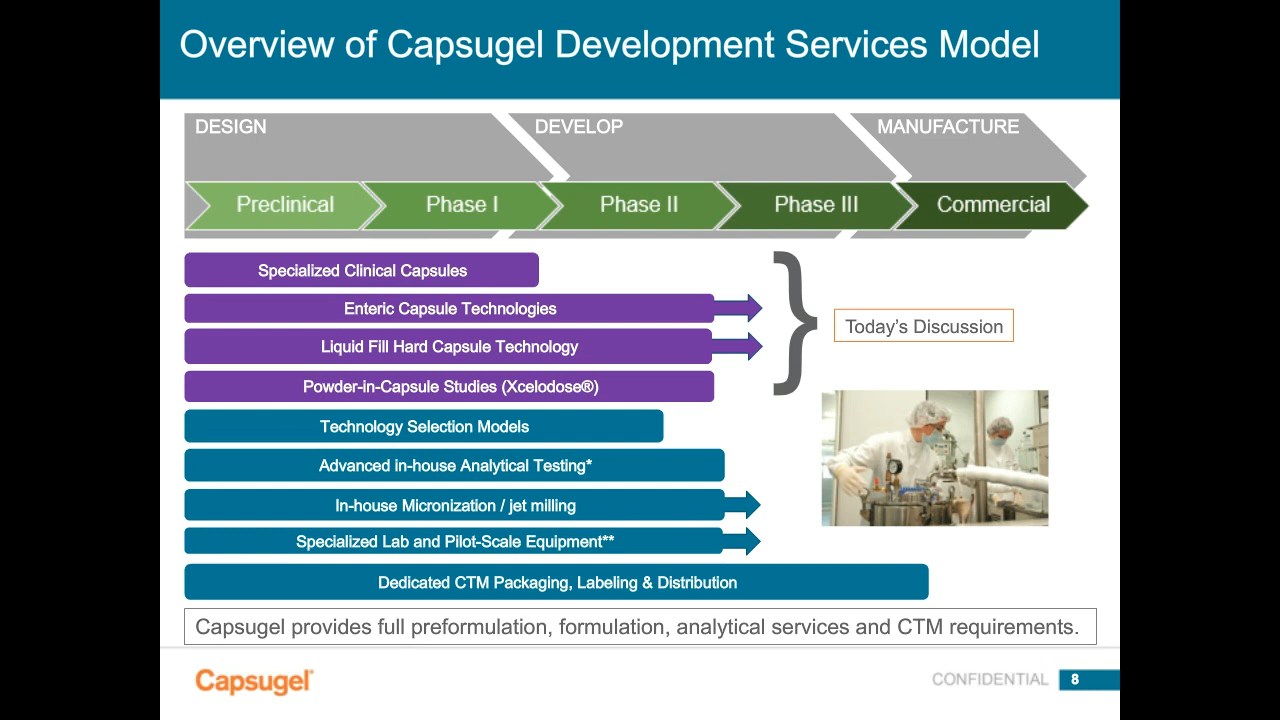 Overview of Capsugel Development Services Model
DESIGN
DEVELOP
MANUFACTURE
Preclinical
Phase I
Phase II
Phase III
Commercial
Specialized Clinical Capsules
Enteric Capsule Technologies
Liquid Fill Hard Capsule Technology
Powder-in-Capsule Studies (Xcelodose®)
Today’s Discussion
Technology Selection Models
Advanced in-house Analytical Testing*
In-house Micronization / jet milling
Specialized Lab and Pilot-Scale Equipment**
Dedicated CTM Packaging, Labeling & Distribution
Capsugel provides full preformulation, formulation, analytical services and CTM requirements.
Capsugel®
CONFIDENTIAL
8